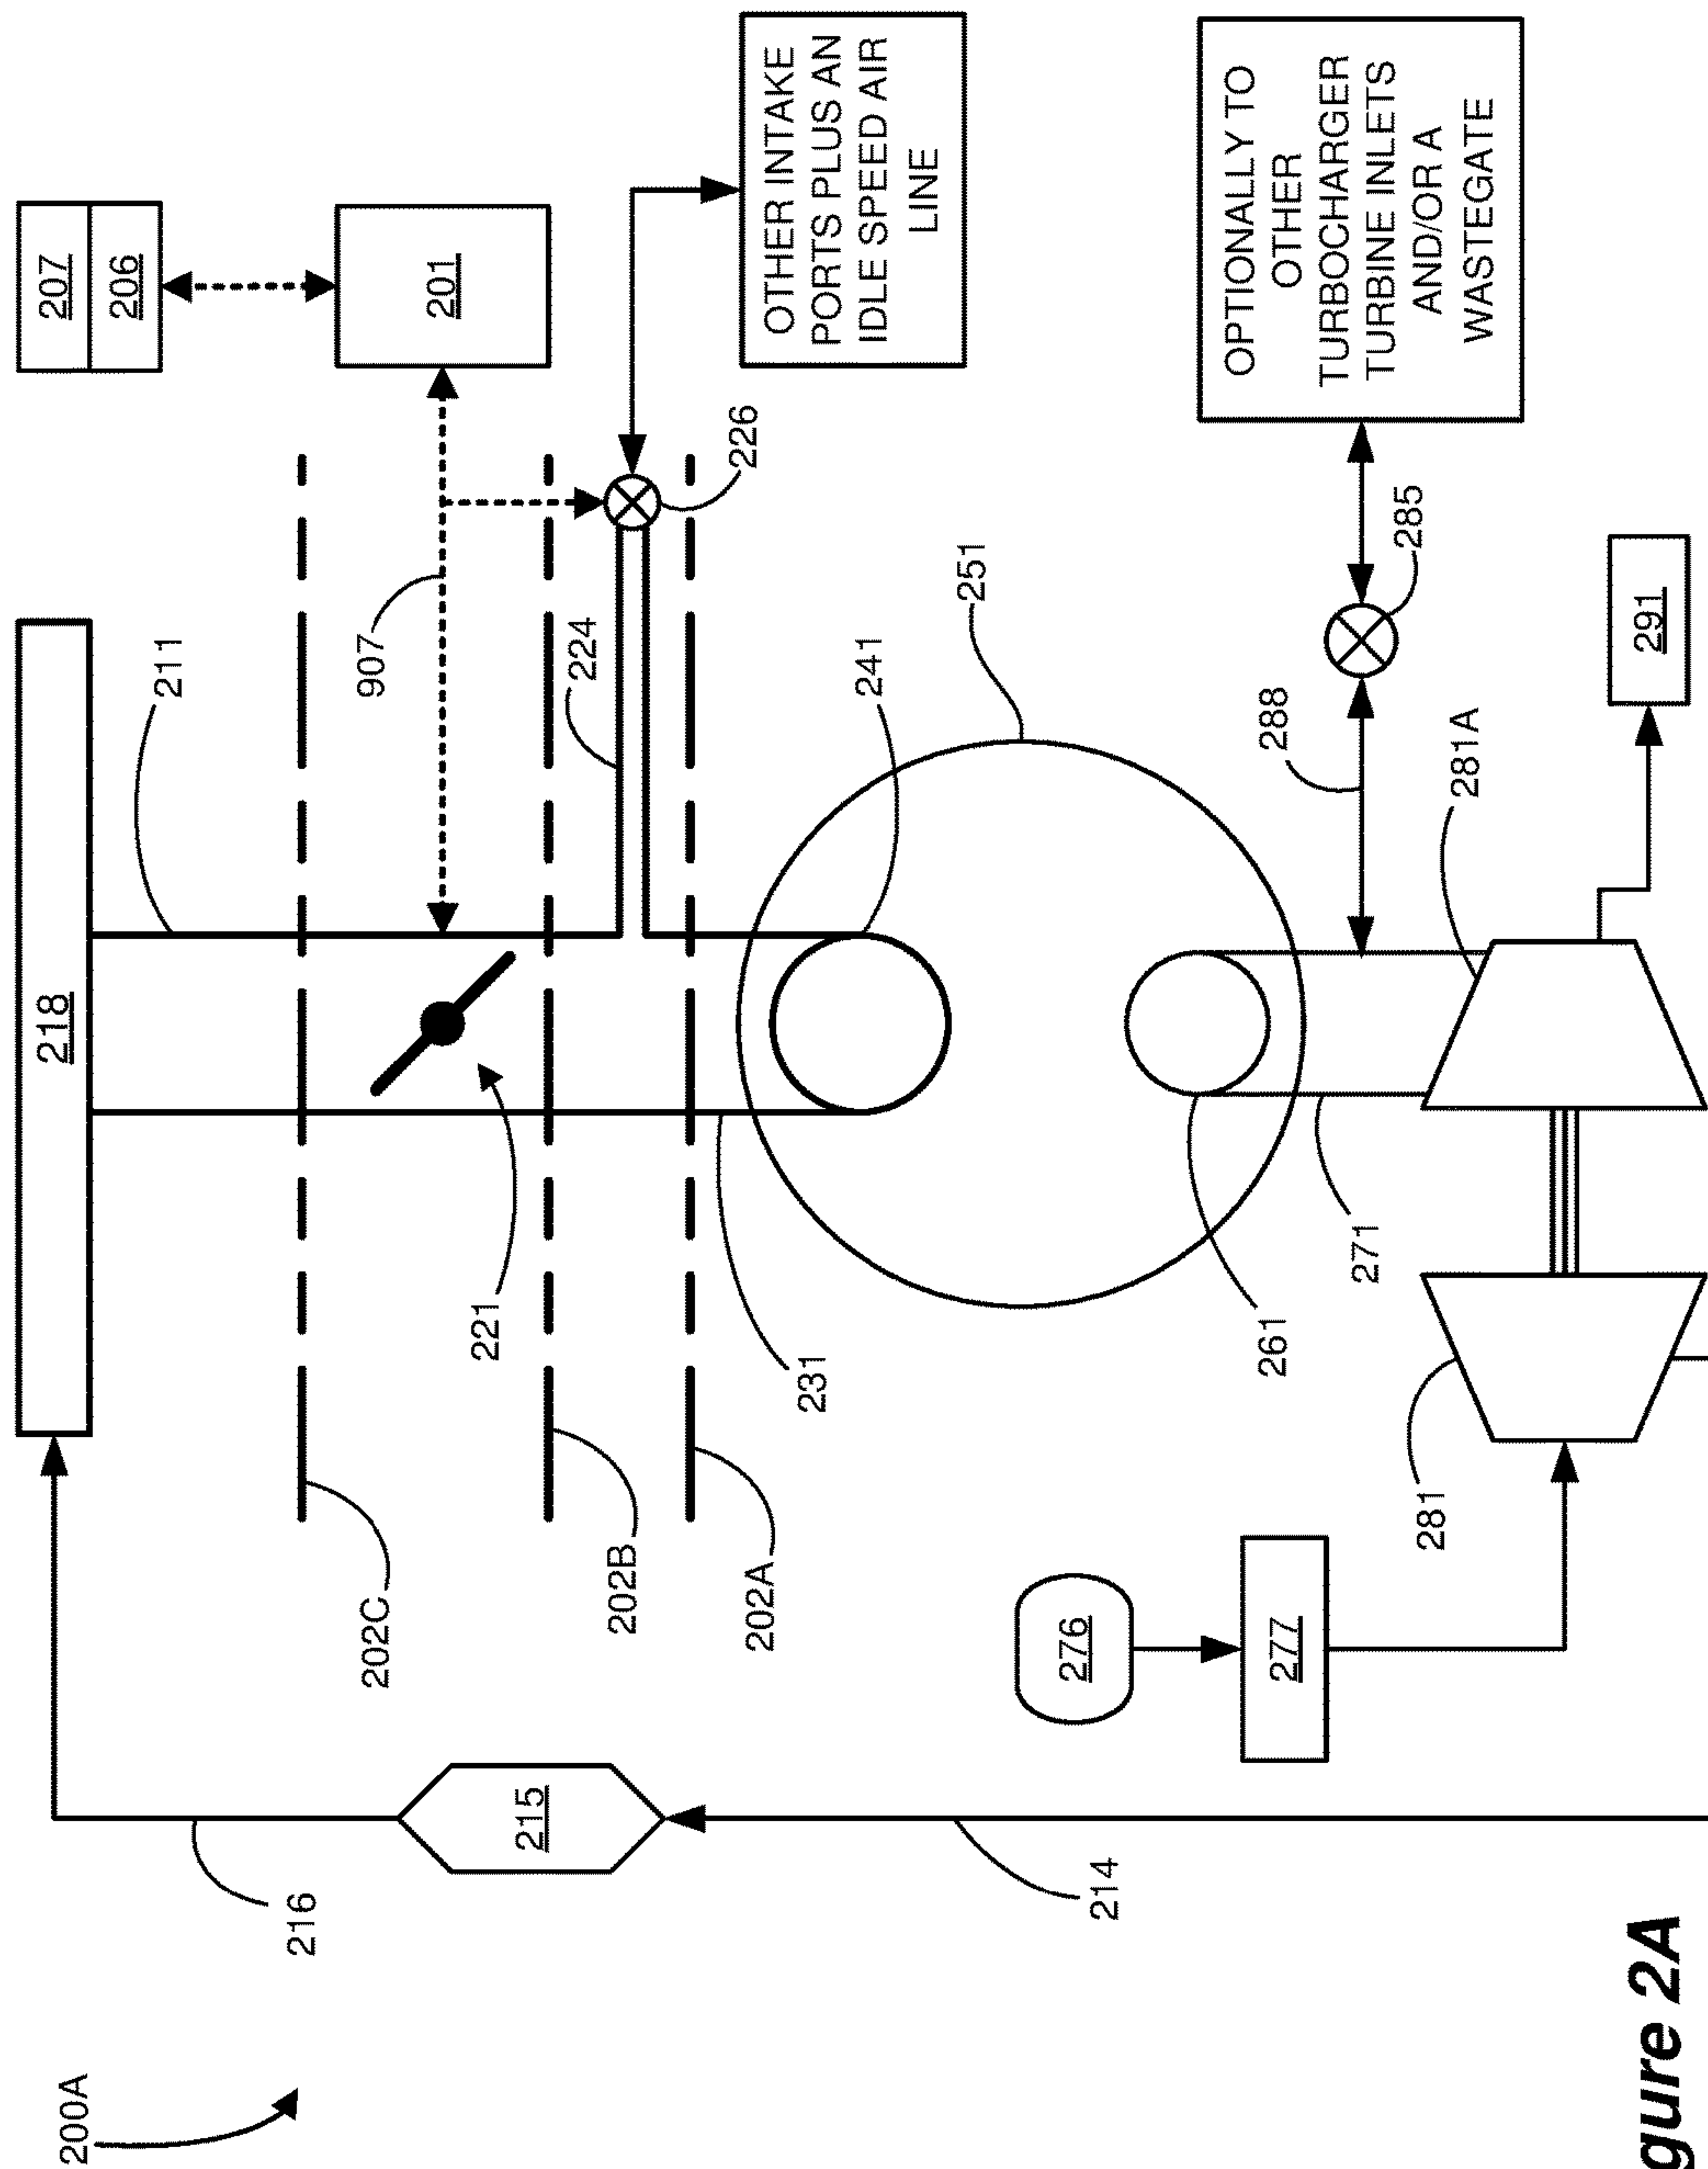 200A
218
207
206
211
216
202C
907
201
221
215
224
202B
226
202A
OTHER INTAKE
PORTS PLUS AN
IDLE SPEED AIR
LINE
231
241
251
276
214
OPTIONALLY TO
OTHER
TURBOCHARGER
TURBINE INLETS
AND/OR A
WASTEGATE
261
288
277
271
285
281
281A
291
gure 2A